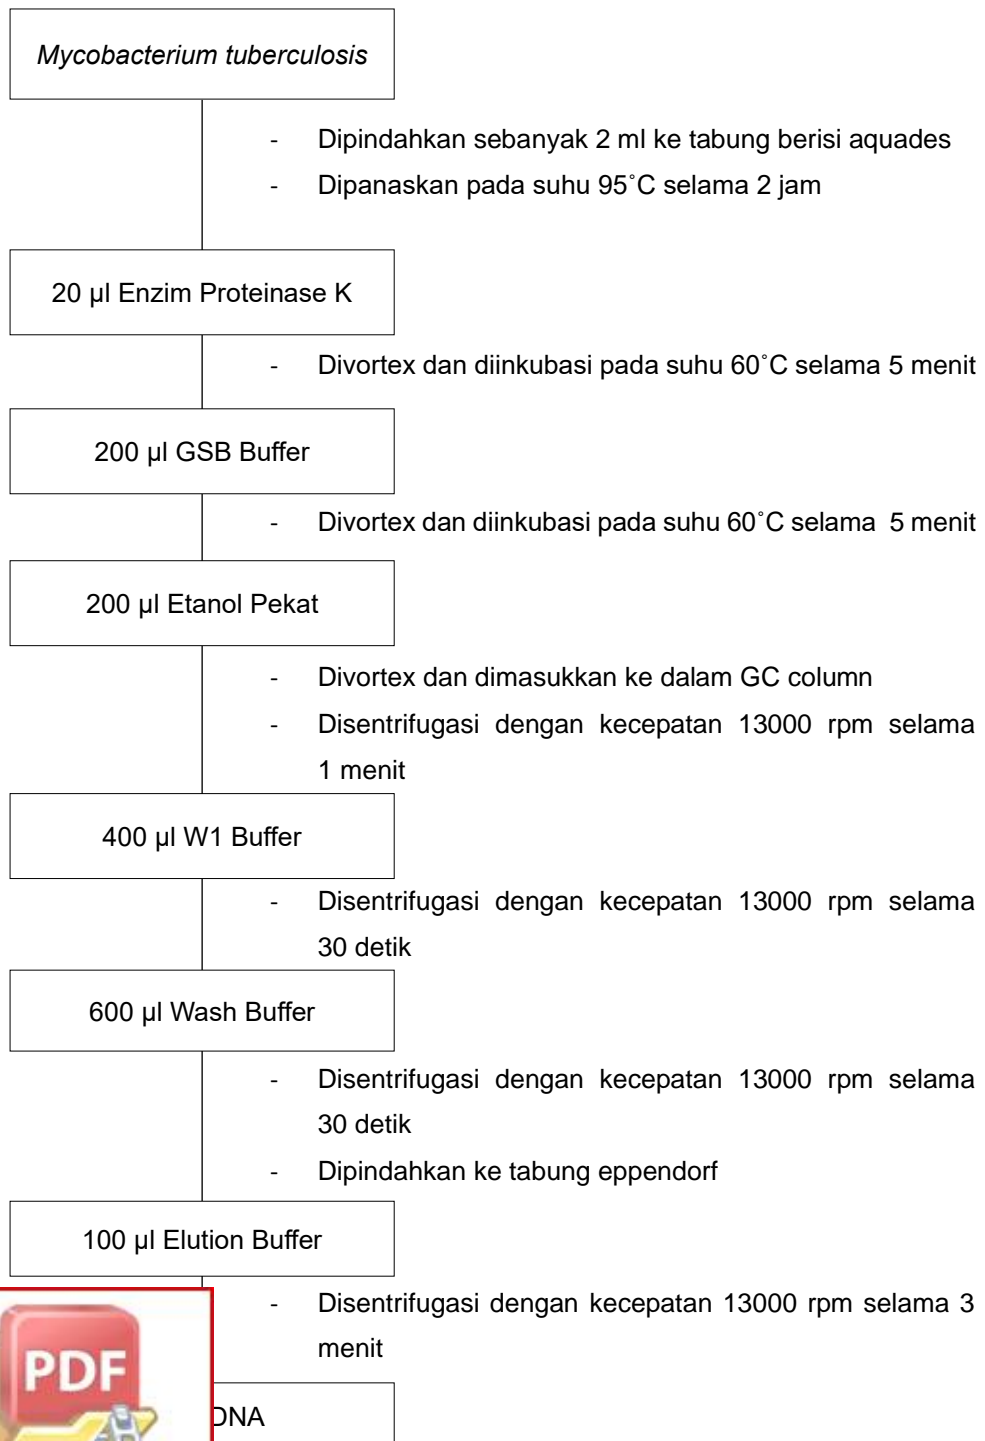 Mycobacterium tuberculosis
- Dipindahkan sebanyak 2 ml ke tabung berisi aquades
- Dipanaskan pada suhu 95˚C selama 2 jam
20 µl Enzim Proteinase K
- Divortex dan diinkubasi pada suhu 60˚C selama 5 menit
200 µl GSB Buffer
- Divortex dan diinkubasi pada suhu 60˚C selama 5 menit
200 µl Etanol Pekat
- Divortex dan dimasukkan ke dalam GC column
- Disentrifugasi dengan kecepatan 13000 rpm selama
1 menit
400 µl W1 Buffer
- Disentrifugasi dengan kecepatan 13000 rpm selama
30 detik
600 µl Wash Buffer
- Disentrifugasi dengan kecepatan 13000 rpm selama
30 detik
- Dipindahkan ke tabung eppendorf
100 µl Elution Buffer
- Disentrifugasi dengan kecepatan 13000 rpm selama 3
menit
PDF
DNA